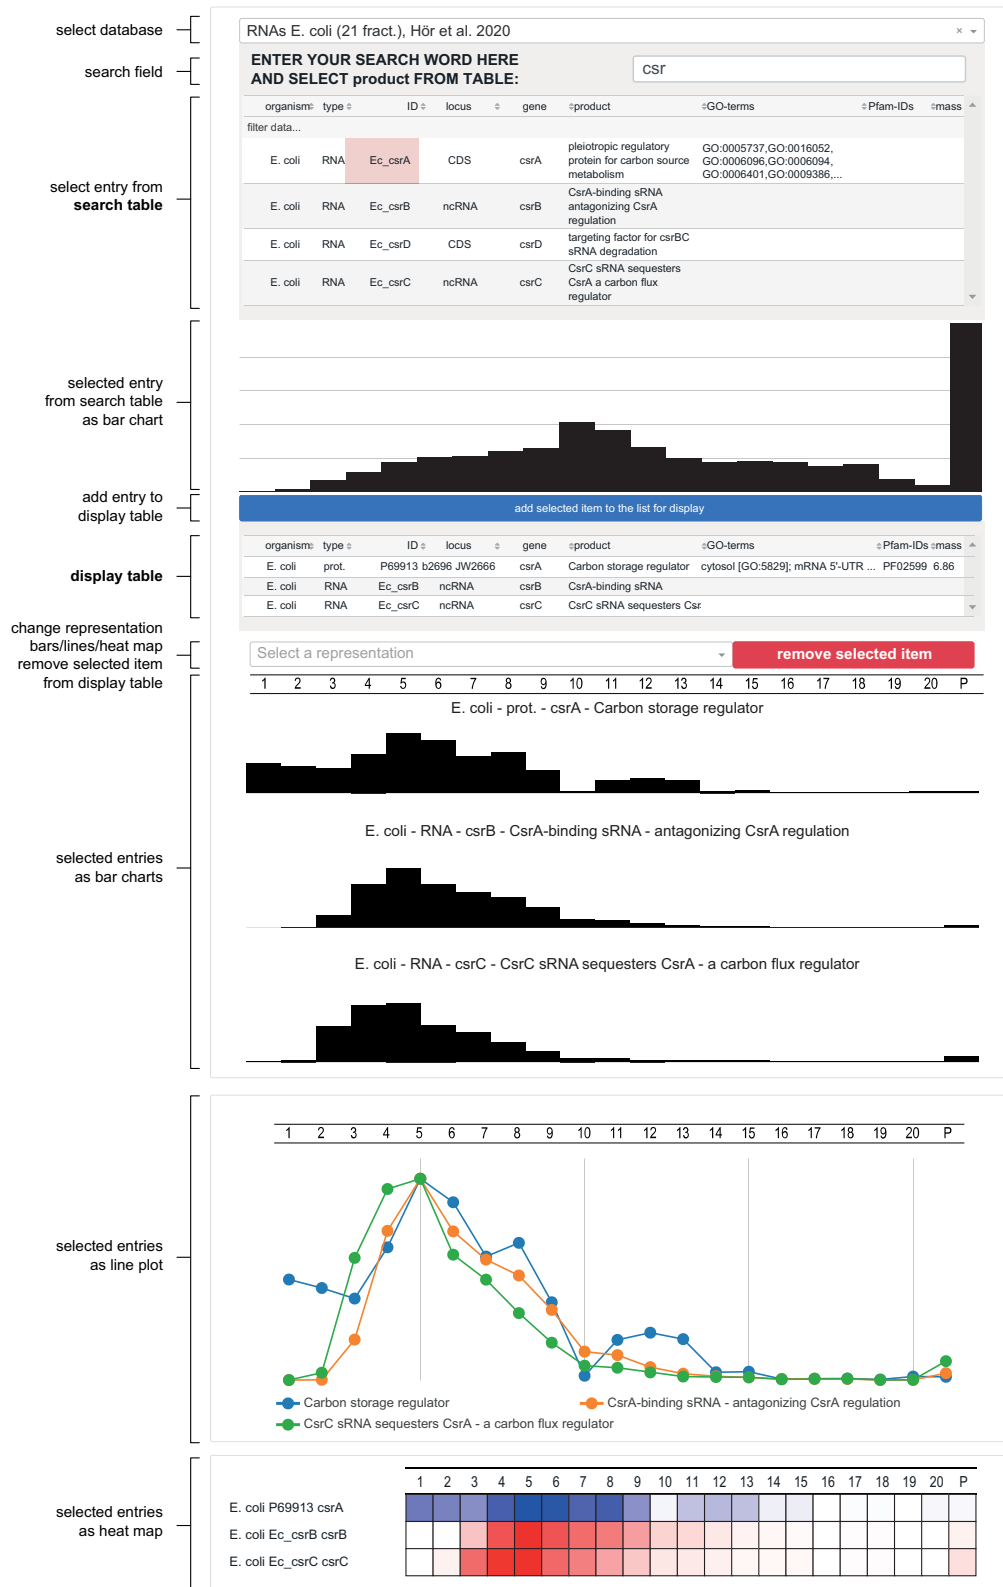 select database
RNAs E. coli (21 fract.), Hör et al. 2020
×
search field
ENTER YOUR SEARCH WORD HERE
AND SELECT product FROM TABLE:
csr
organism type ID locus gene product GO-terms Pfam-IDs mass
filter data...
E. coli RNA Ec_csrA CDS csrA pleiotropic regulatory protein for carbon source metabolism GO:0005737,GO:0016052, GO:0006096,GO:0006094, GO:0006401,GO:0009386,...
E. coli RNA Ec_csrB ncRNA csrB CsrA-binding sRNA antagonizing CsrA regulation
E. coli RNA Ec_csrD CDS csrD targeting factor for csrBC sRNA degradation
E. coli RNA Ec_csrC ncRNA csrC CsrC sRNA sequesters CsrA a carbon flux regulator
select entry from
search table
selected entry
from search table
as bar chart
add entry to
display table
add selected item to the list for display
display table
organism type ID locus gene product GO-terms Pfam-IDs mass
E. coli prot. P69913 b2696 JW2666 csrA Carbon storage regulator cytosol [GO:5829]; mRNA 5'-UTR ... PF02599 6.86
E. coli RNA Ec_csrB ncRNA csrB CsrA-binding sRNA
E. coli RNA Ec_csrC ncRNA csrC CsrC sRNA sequesters Csr
change representation
bars/lines/heat map
remove selected item
from display table
Select a representation
remove selected item
1 2 3 4 5 6 7 8 9 10 11 12 13 14 15 16 17 18 19 20 P
E. coli - prot. - csrA - Carbon storage regulator
E. coli - RNA - csrB - CsrA-binding sRNA - antagonizing CsrA regulation
selected entries
as bar charts
E. coli - RNA - csrC - CsrC sRNA sequesters CsrA - a carbon flux regulator
1 2 3 4 5 6 7 8 9 10 11 12 13 14 15 16 17 18 19 20 P
selected entries
as line plot
Carbon storage regulator
CsrA-binding sRNA - antagonizing CsrA regulation
CsrC sRNA sequesters CsrA - a carbon flux regulator
1 2 3 4 5 6 7 8 9 10 11 12 13 14 15 16 17 18 19 20 P
selected entries
as heat map
E. coli P69913 csrA
E. coli Ec_csrB csrB
E. coli Ec_csrC csrC